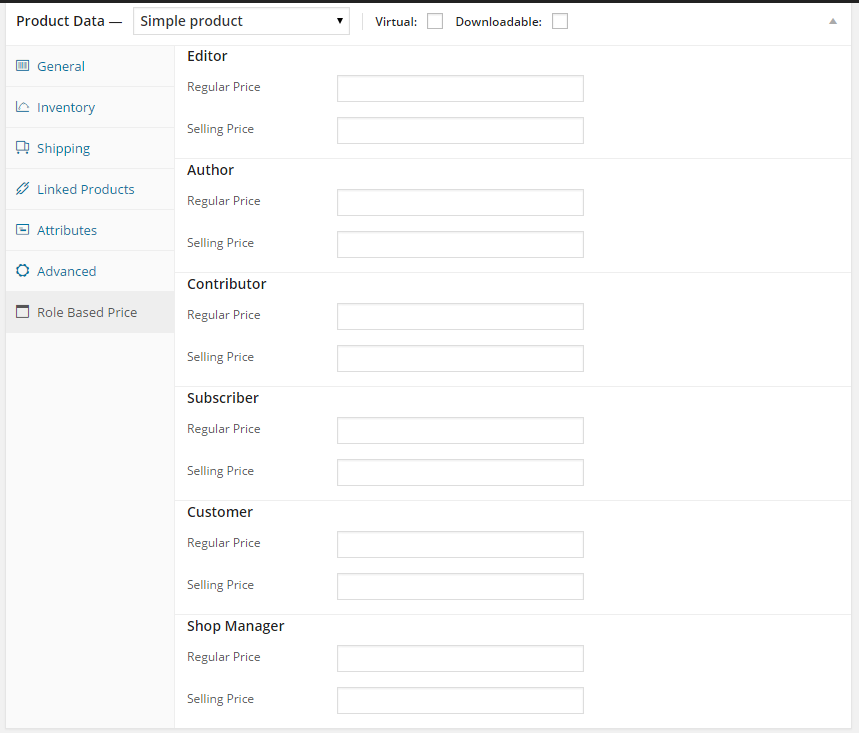 Product Data — Simple product Virtual: Downloadable:
General
Inventory
Shipping
Linked Products
Attributes
Advanced
Role Based Price
Editor
Regular Price
Selling Price
Author
Regular Price
Selling Price
Contributor
Regular Price
Selling Price
Subscriber
Regular Price
Selling Price
Customer
Regular Price
Selling Price
Shop Manager
Regular Price
Selling Price